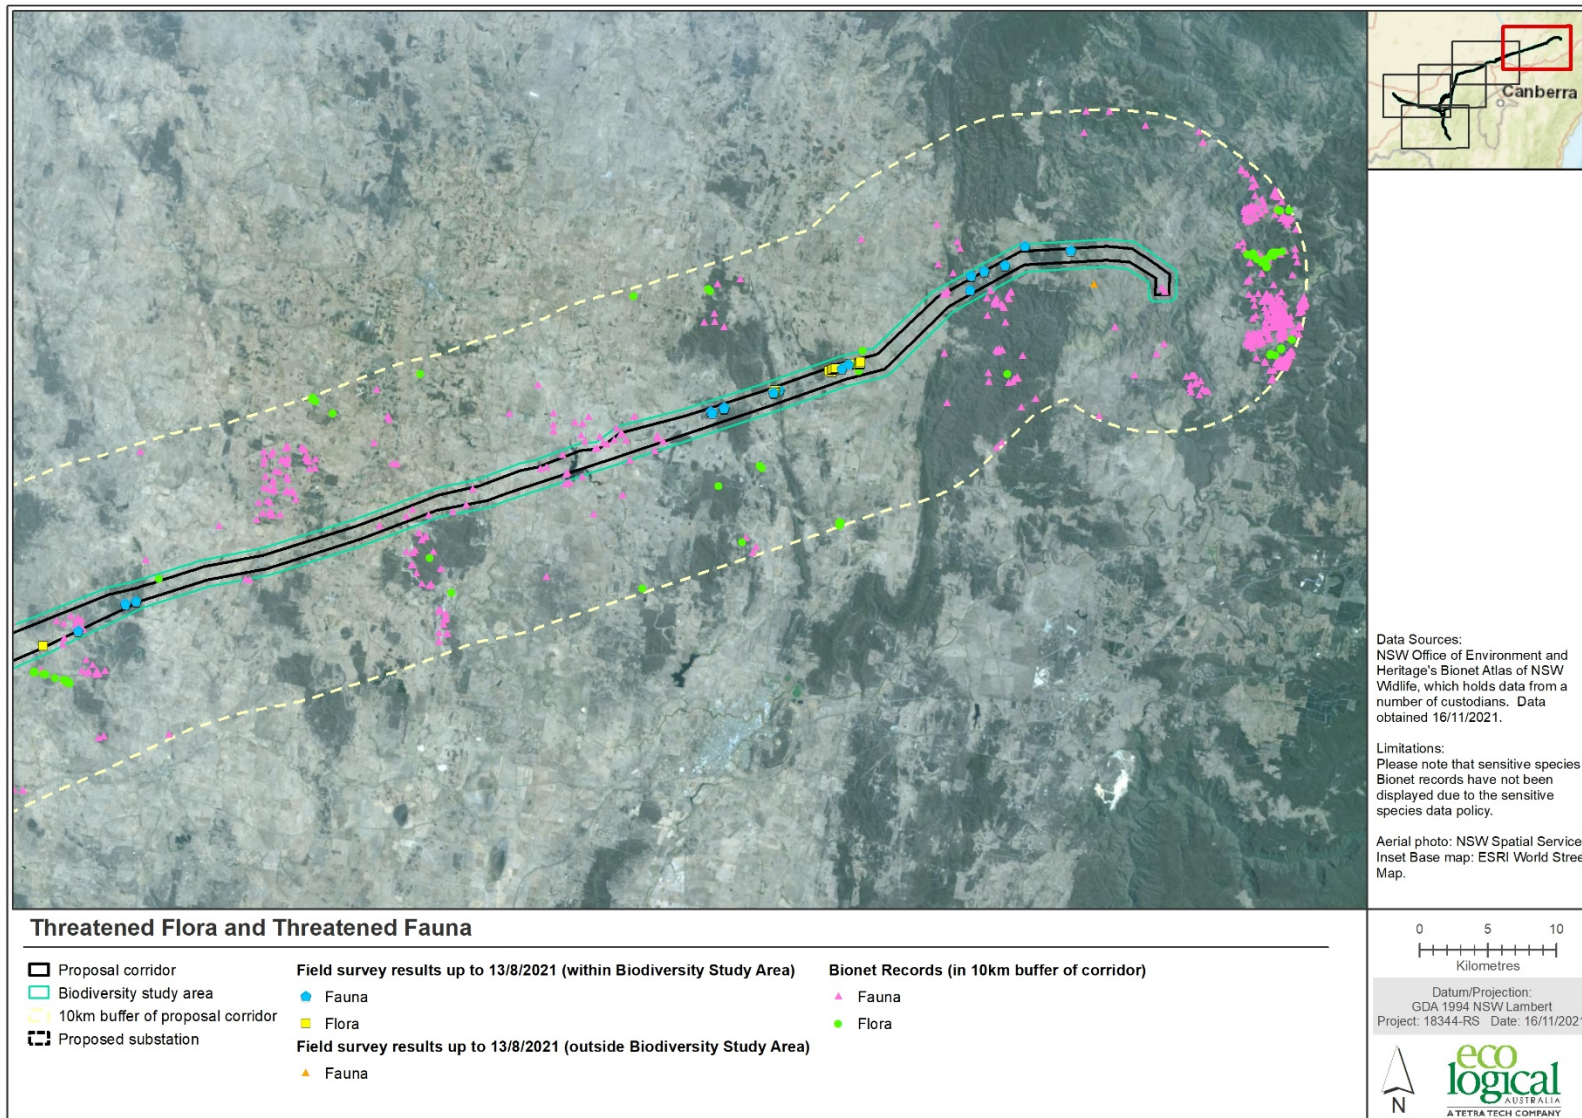 Canberra
Data Sources:
NSW Office of Environment and
Heritage's Bionet Atlas of NSW
Widlife, which holds data from a
number of custodians. Data
obtained 16/11/2021.
Limitations:
Please note that sensitive species
Bionet records have not been
displayed due to the sensitive
species data policy.
Aerial photo: NSW Spatial Service
Inset Base map: ESRI World Stree
Map.
Threatened Flora and Threatened Fauna
Proposal corridor
Biodiversity study area
10km buffer of proposal corridor
Proposed substation
Field survey results up to 13/8/2021 (within Biodiversity Study Area)
Fauna
Flora
Field survey results up to 13/8/2021 (outside Biodiversity Study Area)
Fauna
Bionet Records (in 10km buffer of corridor)
Fauna
Flora
0 5 10
Kilometres
Datum/Projection:
GDA 1994 NSW Lambert
Project: 18344-RS Date: 16/11/2021
N
eco
logical
AUSTRALIA
A TETRA TECH COMPANY